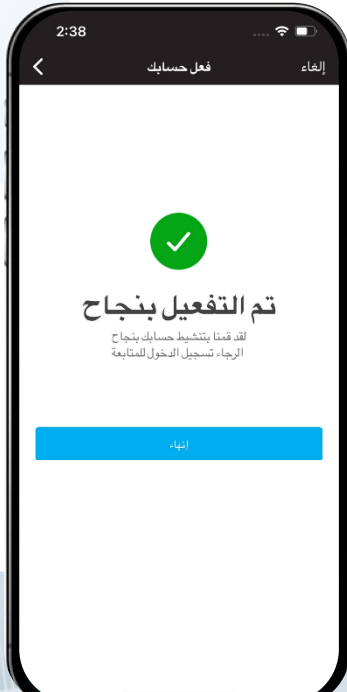 2:38
إلغاء
فعل حسابك
تم التفعيل بنجاح
لقد قمنا بتنشيط حسابك بنجاح
الرجاء تسجيل الدخول للمتابعة
إنهاء